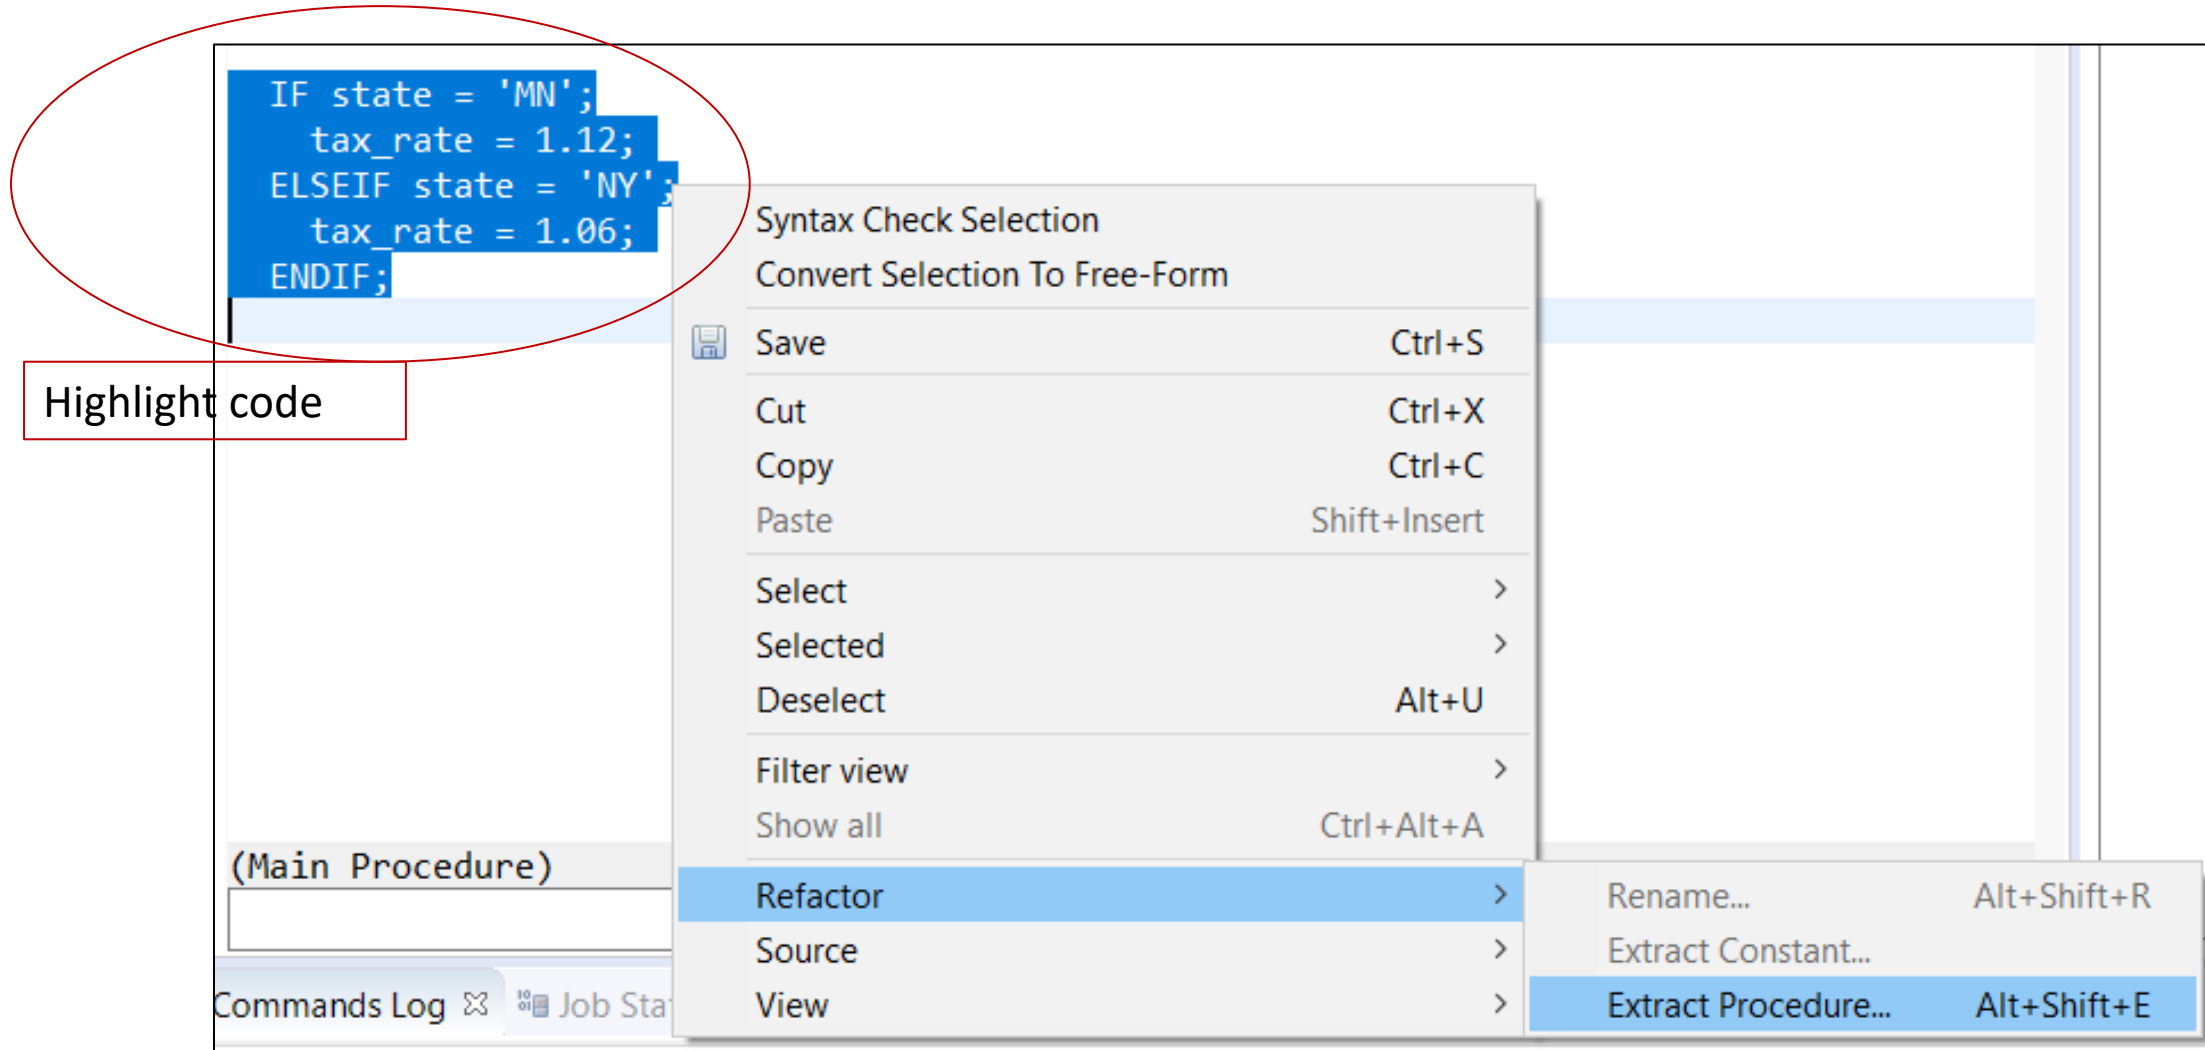 IF state = 'MN';
tax_rate = 1.12;
ELSEIF state = 'NY';
tax_rate = 1.06;
ENDIF;
Highlight code
Syntax Check Selection
Convert Selection To Free-Form
Save Ctrl+S
Cut Ctrl+X
Copy Ctrl+C
Paste Shift+Insert
Select >
Selected >
Deselect Alt+U
Filter view >
Show all Ctrl+Alt+A
Refactor >
Source >
View >
Rename... Alt+Shift+R
Extract Constant...
Extract Procedure... Alt+Shift+E
(Main Procedure)
Commands Log
Job Sta